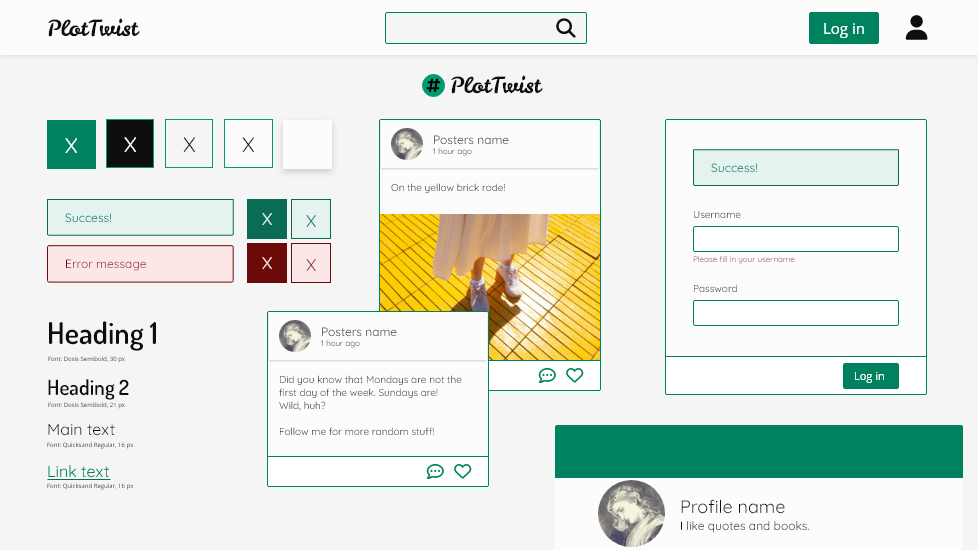 PlotTwist
Log in
# PlotTwist
X X X X
Success!
X X
Error message
X X
Heading 1
Font: Dosis Semibold, 30 px
Heading 2
Font: Dosis Semibold, 21 px
Main text
Font: Quicksand Regular, 16 px
Link text
Font: Quicksand Regular, 16 px
Posters name
1 hour ago
On the yellow brick rode!
Posters name
1 hour ago
Did you know that Mondays are not the
first day of the week. Sundays are!
Wild, huh?
Follow me for more random stuff!
Success!
Username
Please fill in your username
Password
Log in
Profile name
I like quotes and books.